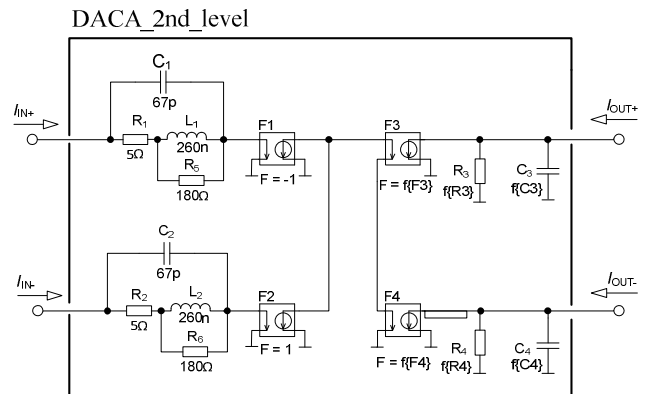 DACA_2nd_level
C1
67p
IIN+
R1
5Ω
L1
260n
R5
180Ω
F1
F = -1
F3
F = f{F3}
R3
f{R3}
C3
f{C3}
IOUT+
C2
67p
IIN-
R2
5Ω
L2
260n
R6
180Ω
F2
F = 1
F4
F = f{F4}
R4
f{R4}
C4
f{C4}
IOUT-